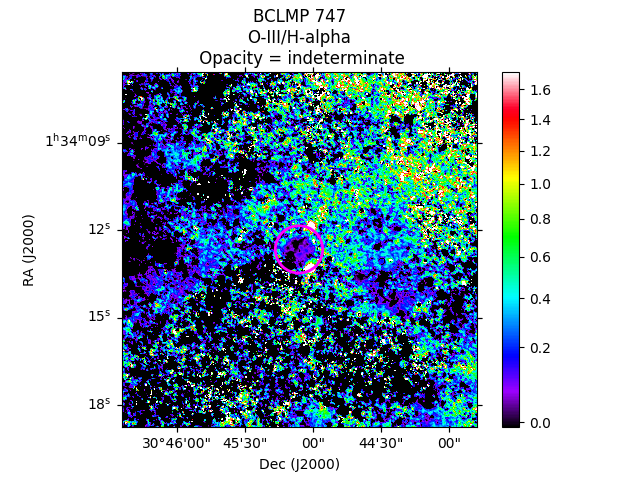 BCLMP 747
O-III/H-alpha
Opacity = indeterminate
RA (J2000)
1ʰ34ᵐ09ˢ
12ˢ
15ˢ
18ˢ
30°46'00"
45'30"
00"
44'30"
00"
Dec (J2000)
1.6
1.4
1.2
1.0
0.8
0.6
0.4
0.2
0.0